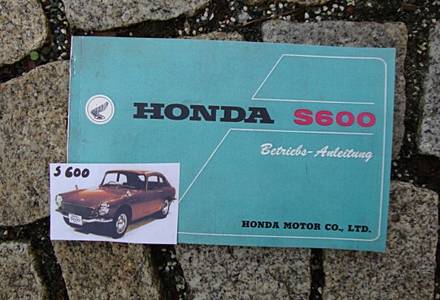 HONDA S600
Betriebs-Anleitung
S 600
HONDA MOTOR CO., LTD.